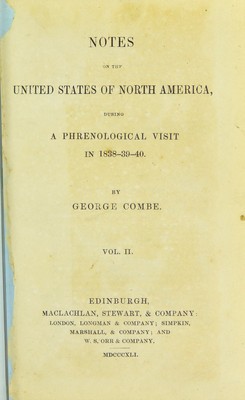 NOTES
ON THE
UNITED STATES OF NORTH AMERICA,
DURING
A PHRENOLOGICAL VISIT
IN 1838-39-40.
BY
GEORGE COMBE.
VOL. II.
EDINBURGH,
MACLACHLAN, STEWART, & COMPANY:
LONDON, LONGMAN & COMPANY; SIMPKIN,
MARSHALL, & COMPANY; AND
W. S. ORR & COMPANY.
MDCCCXLI.